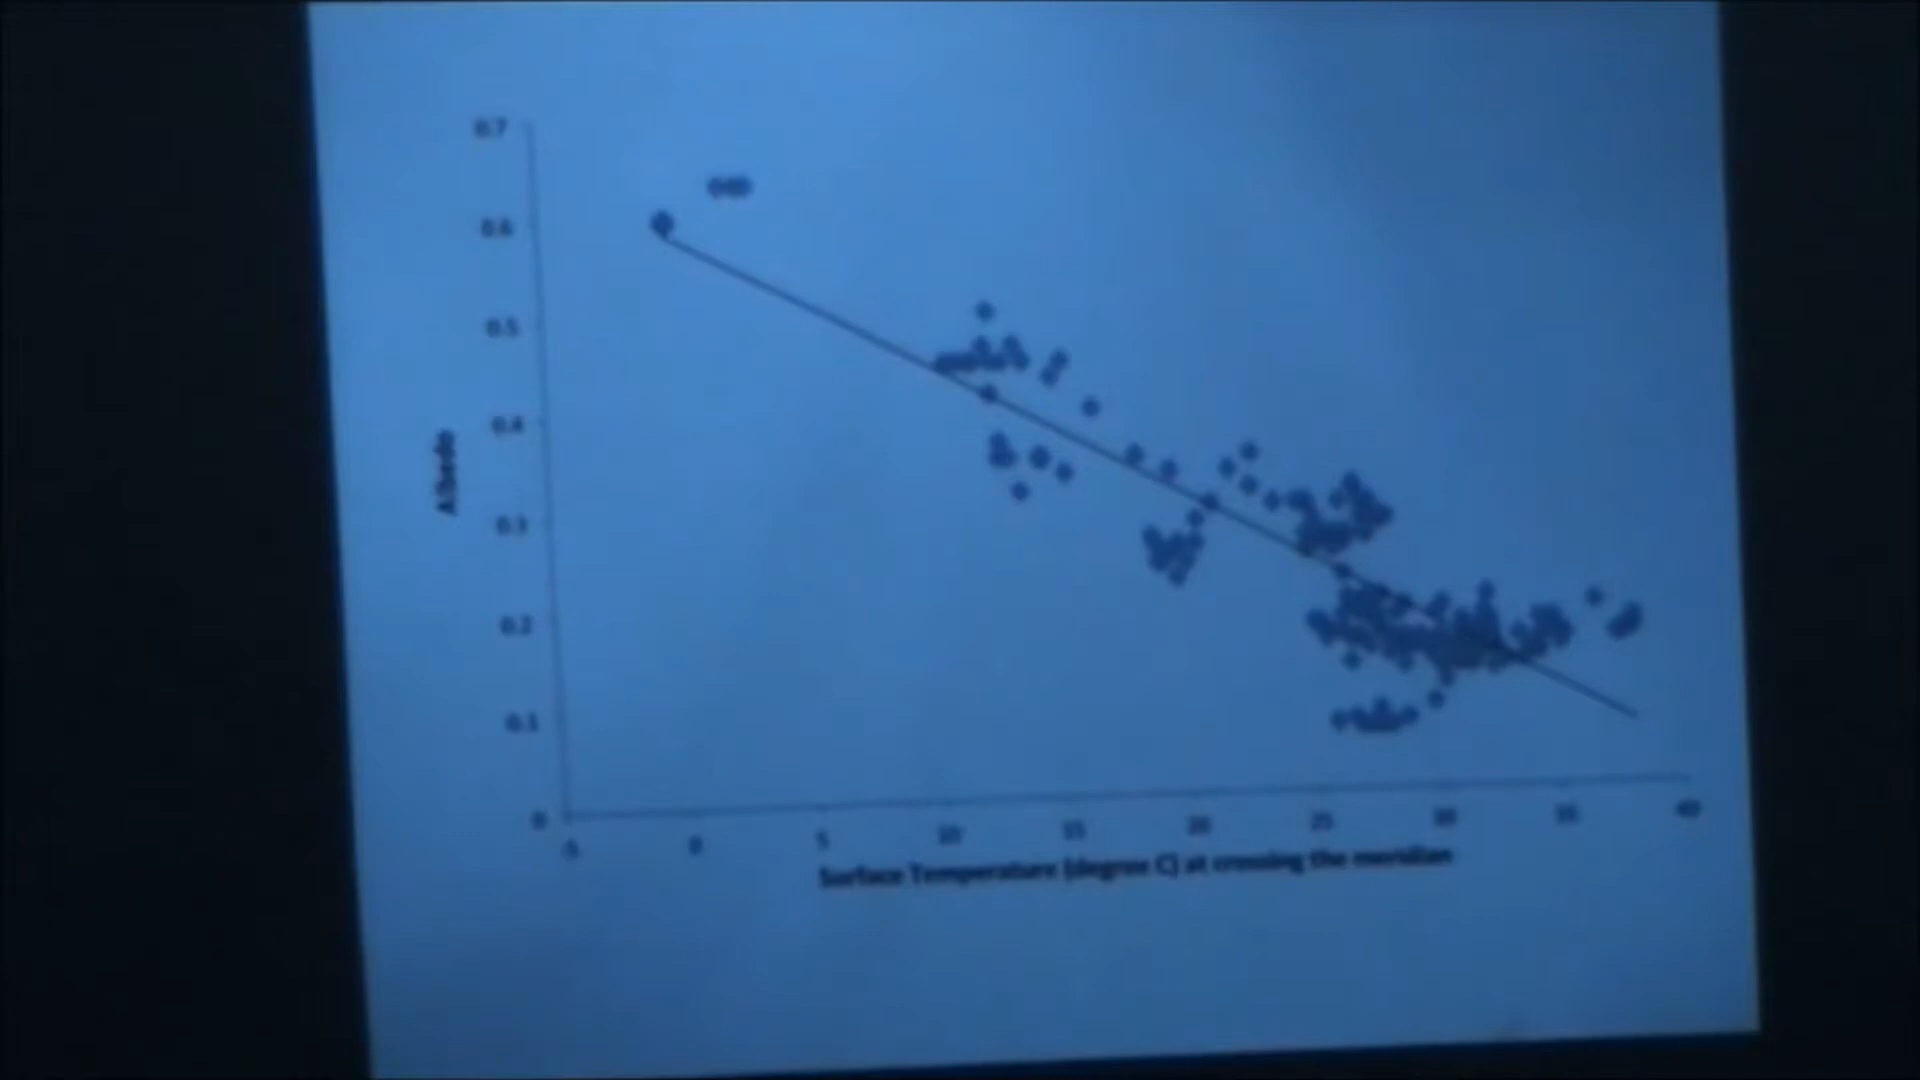 0.7
0.6
0.5
0.4
0.3
0.2
0.1
0
Albedo
-5 0 5 10 15 20 25 30 35 40
Surface Temperature (degree C) at crossing the meridian